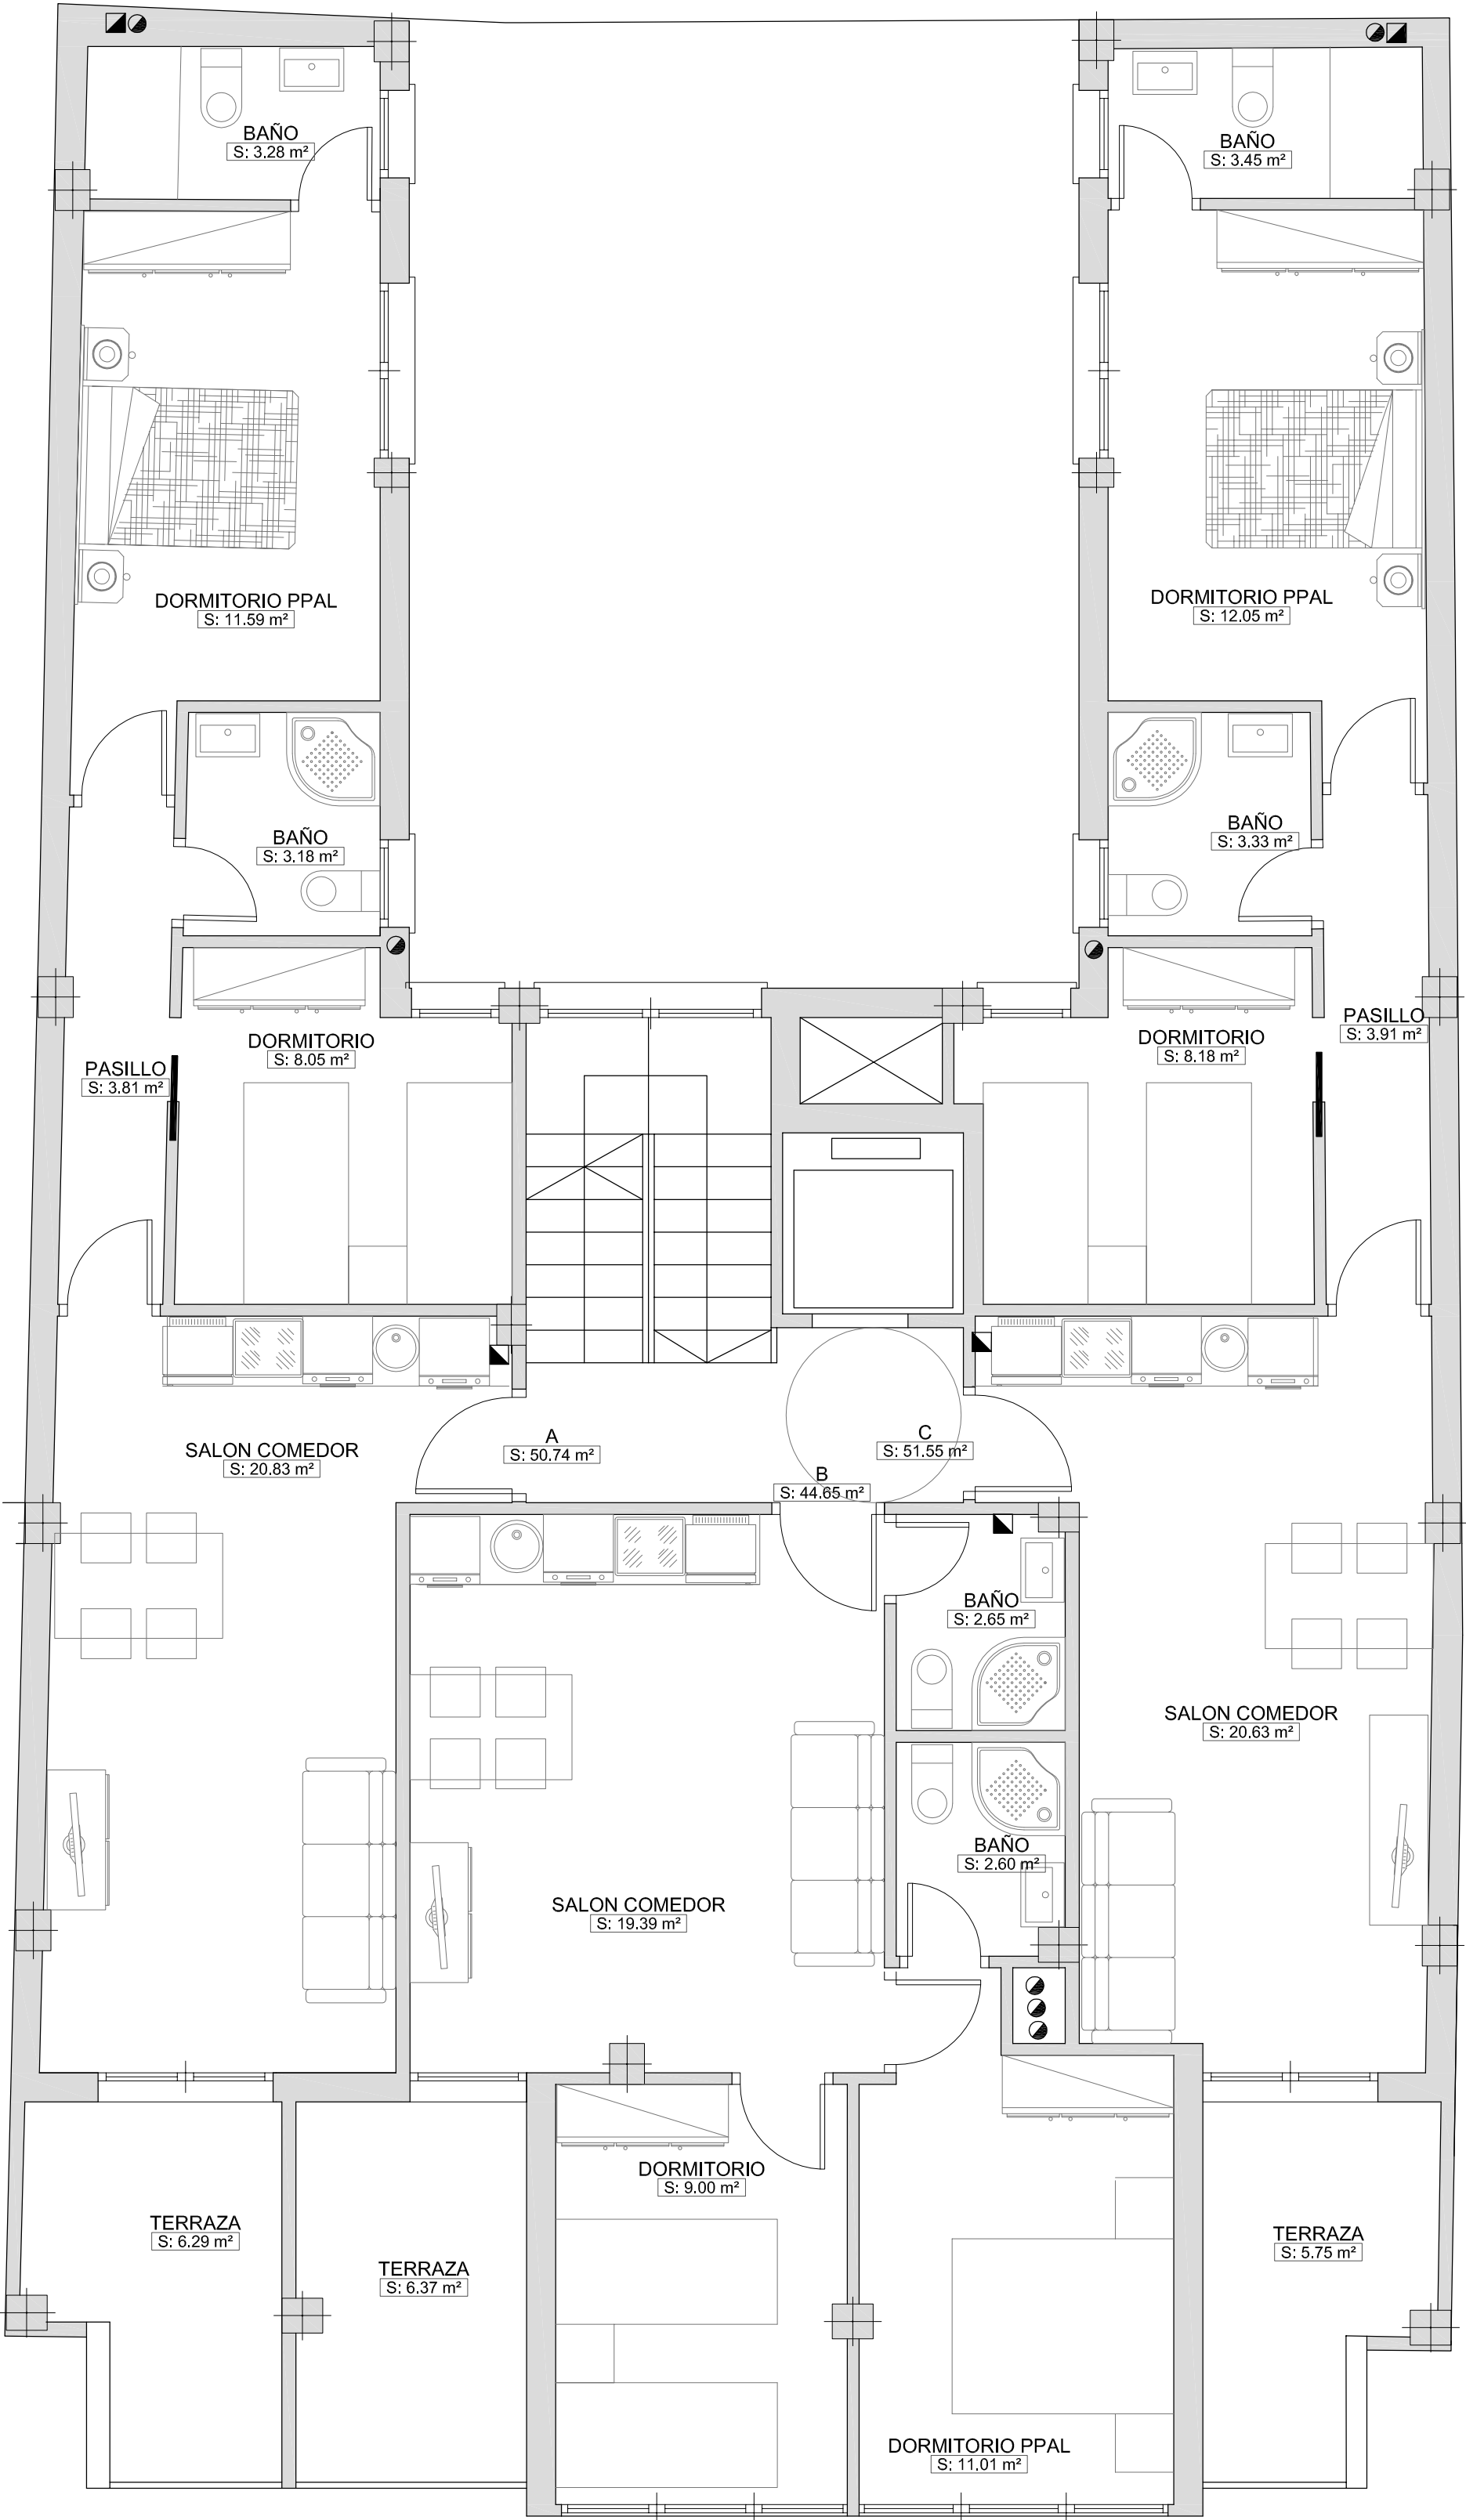 BAÑO
S: 3.28 m²
BAÑO
S: 3.45 m²
DORMITORIO PPAL
S: 11.59 m²
DORMITORIO PPAL
S: 12.05 m²
BAÑO
S: 3.18 m²
BAÑO
S: 3.33 m²
PASILLO
S: 3.81 m²
DORMITORIO
S: 8.05 m²
DORMITORIO
S: 8.18 m²
PASILLO
S: 3.91 m²
SALON COMEDOR
S: 20.83 m²
A
S: 50.74 m²
B
S: 44.65 m²
C
S: 51.55 m²
BAÑO
S: 2.65 m²
SALON COMEDOR
S: 20.63 m²
BAÑO
S: 2.60 m²
SALON COMEDOR
S: 19.39 m²
DORMITORIO
S: 9.00 m²
TERRAZA
S: 6.29 m²
TERRAZA
S: 6.37 m²
TERRAZA
S: 5.75 m²
DORMITORIO PPAL
S: 11.01 m²